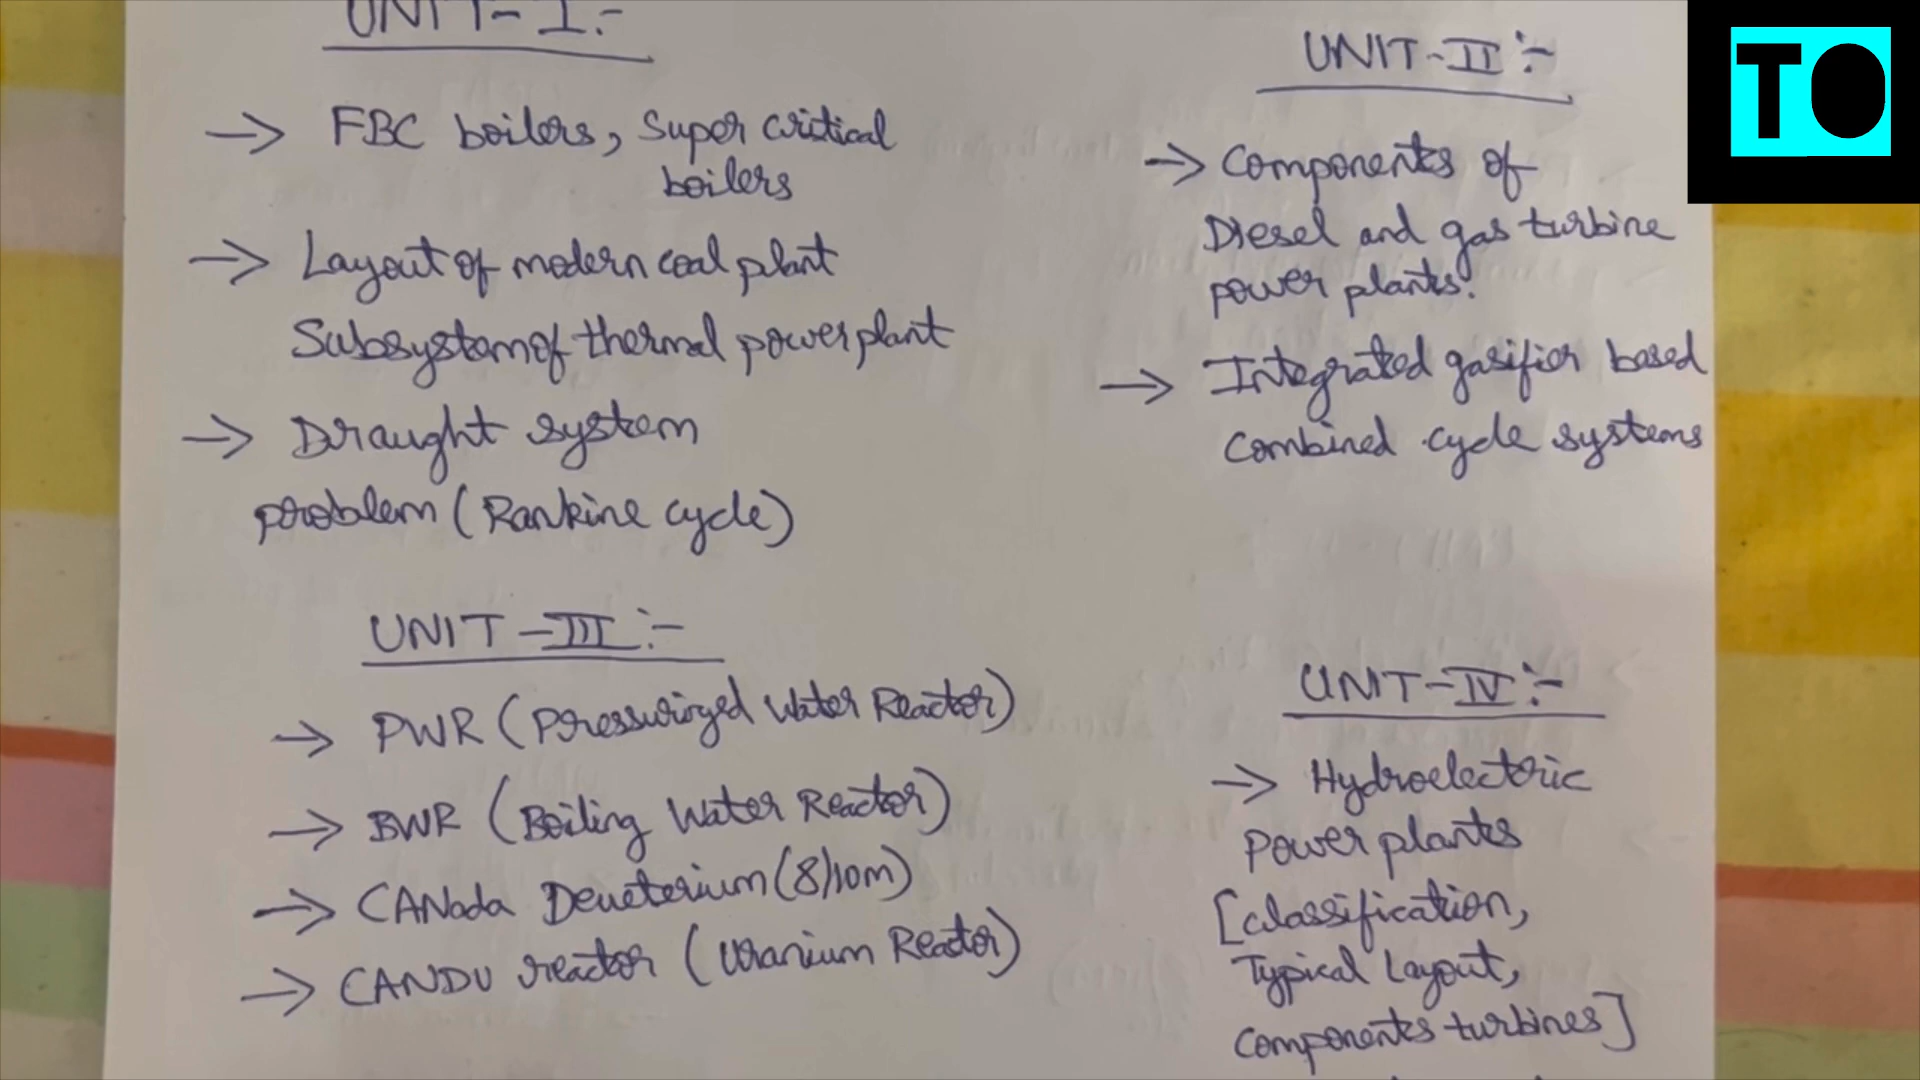 UNIT-I:-
→ FBC boilers, Super critical
boilers
→ Layout of modern coal plant
Subsystem of thermal power plant
→ Draught system
problem (Rankine cycle)
UNIT-II:-
→ Components of
Diesel and gas turbine
power plants.
→ Integrated gasifier based
Combined cycle systems
UNIT-III:-
→ PWR (Pressurized Water Reactor)
→ BWR (Boiling Water Reactor)
→ CANada Deueterium (8/10m)
→ CANDU reactor (Uranium Reactor)
UNIT-IV:-
→ Hydroelectric
Power plants
[classification,
Typical Layout,
Components turbines]
TO